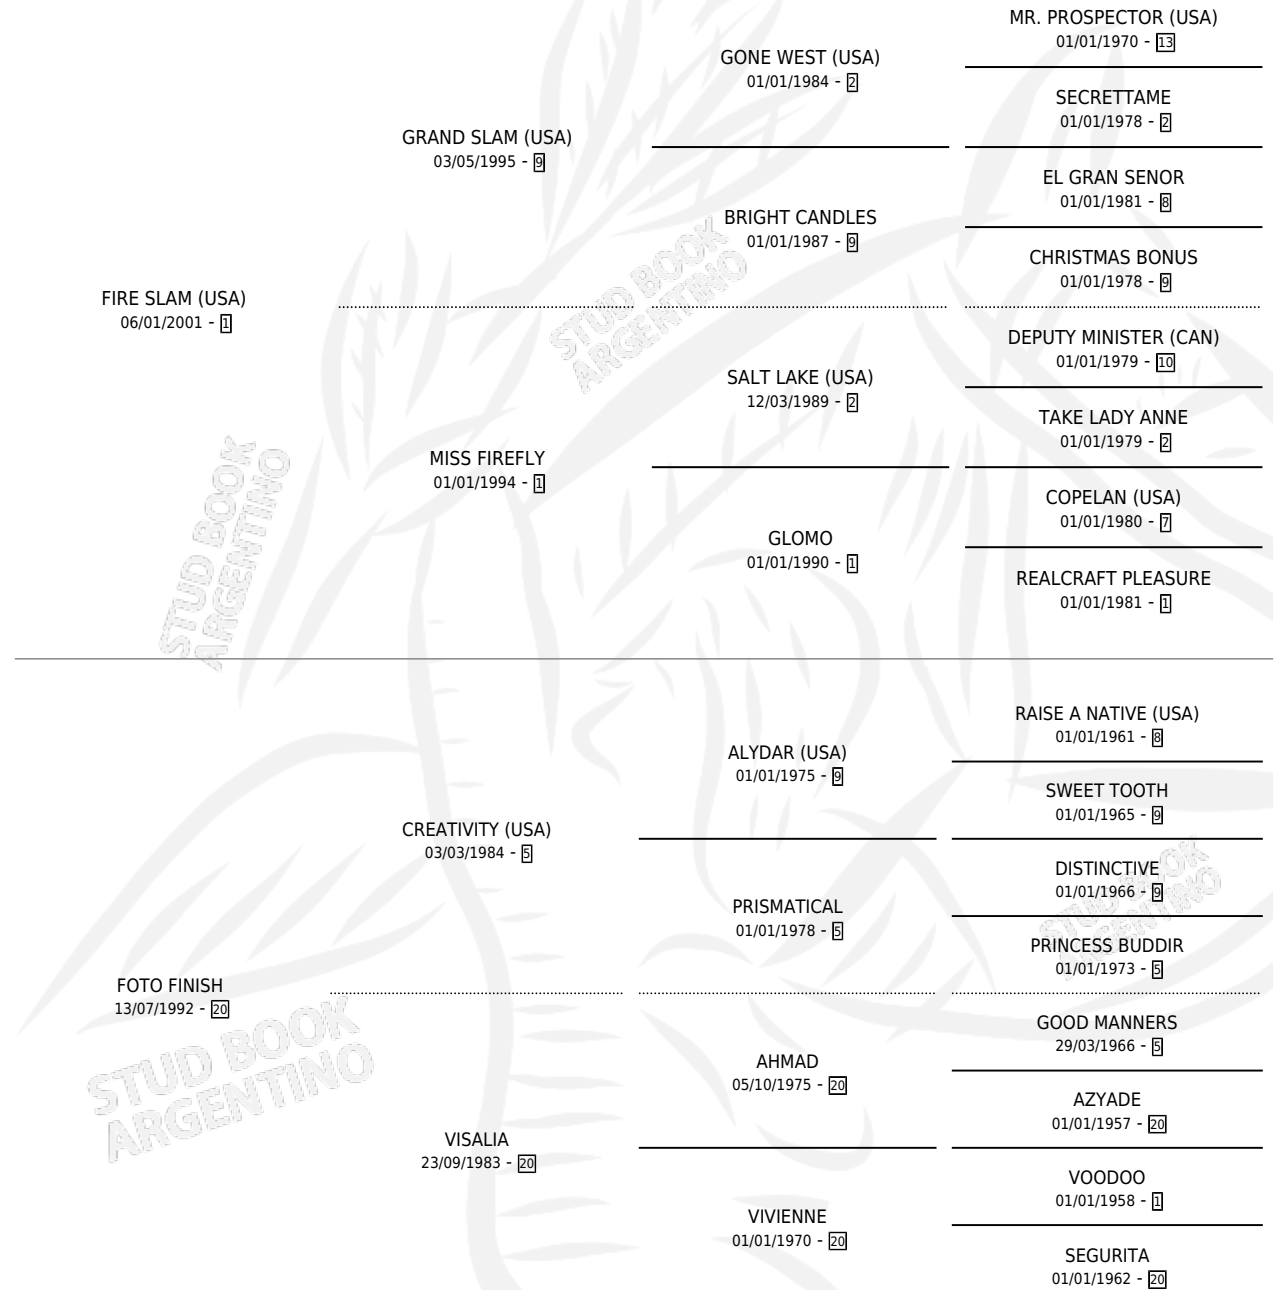 MR. PROSPECTOR (USA)
01/01/1970 - 13
GONE WEST (USA)
01/01/1984 - 2
SECRETTAME
01/01/1978 - 2
GRAND SLAM (USA)
03/05/1995 - 9
EL GRAN SENOR
01/01/1981 - 8
BRIGHT CANDLES
01/01/1987 - 9
CHRISTMAS BONUS
01/01/1978 - 9
FIRE SLAM (USA)
06/01/2001 - 1
STUD BOOK
ARGENTINO
DEPUTY MINISTER (CAN)
01/01/1979 - 10
SALT LAKE (USA)
12/03/1989 - 2
TAKE LADY ANNE
01/01/1979 - 2
MISS FIREFLY
01/01/1994 - 1
COPELAN (USA)
01/01/1980 - 7
GLOMO
01/01/1990 - 1
REALCRAFT PLEASURE
01/01/1981 - 1
STUD BOOK
ARGENTINO
RAISE A NATIVE (USA)
01/01/1961 - 8
ALYDAR (USA)
01/01/1975 - 9
SWEET TOOTH
01/01/1965 - 9
CREATIVITY (USA)
03/03/1984 - 5
DISTINCTIVE
01/01/1966 - 9
STUD BOOK
ARGENTINO
PRISMATICAL
01/01/1978 - 5
PRINCESS BUDDIR
01/01/1973 - 5
FOTO FINISH
13/07/1992 - 20
STUD BOOK
ARGENTINO
GOOD MANNERS
29/03/1966 - 5
AHMAD
05/10/1975 - 20
AZYADE
01/01/1957 - 20
VISALIA
23/09/1983 - 20
VOODOO
01/01/1958 - 1
VIVIENNE
01/01/1970 - 20
SEGURITA
01/01/1962 - 20